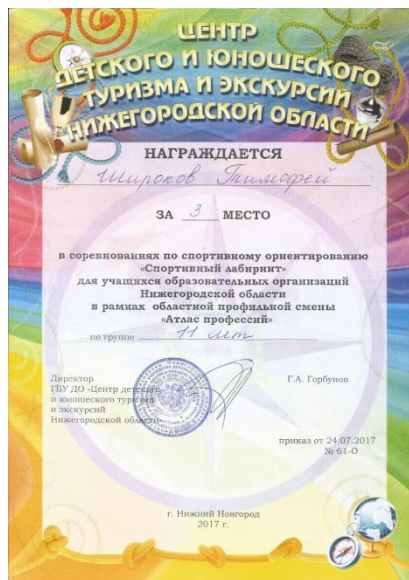 ЦЕНТР
ДЕТСКОГО И ЮНОШЕСКОГО
ТУРИЗМА И ЭКСКУРСИЙ
НИЖЕГОРОДСКОЙ ОБЛАСТИ
НАГРАЖДАЕТСЯ
Широков Тимофей
ЗА 3 МЕСТО
в соревнованиях по спортивному ориентированию
«Спортивный лабиринт»
для учащихся образовательных организаций
Нижегородской области
в рамках областной профильной смены
«Атлас профессий»
по группе 11 лет
Директор
ГБУ ДО «Центр детского
и юношеского туризма
и экскурсий
Нижегородской области»
Г.А. Горбунов
приказ от 24.07.2017
№ 61-О
г. Нижний Новгород
2017 г.